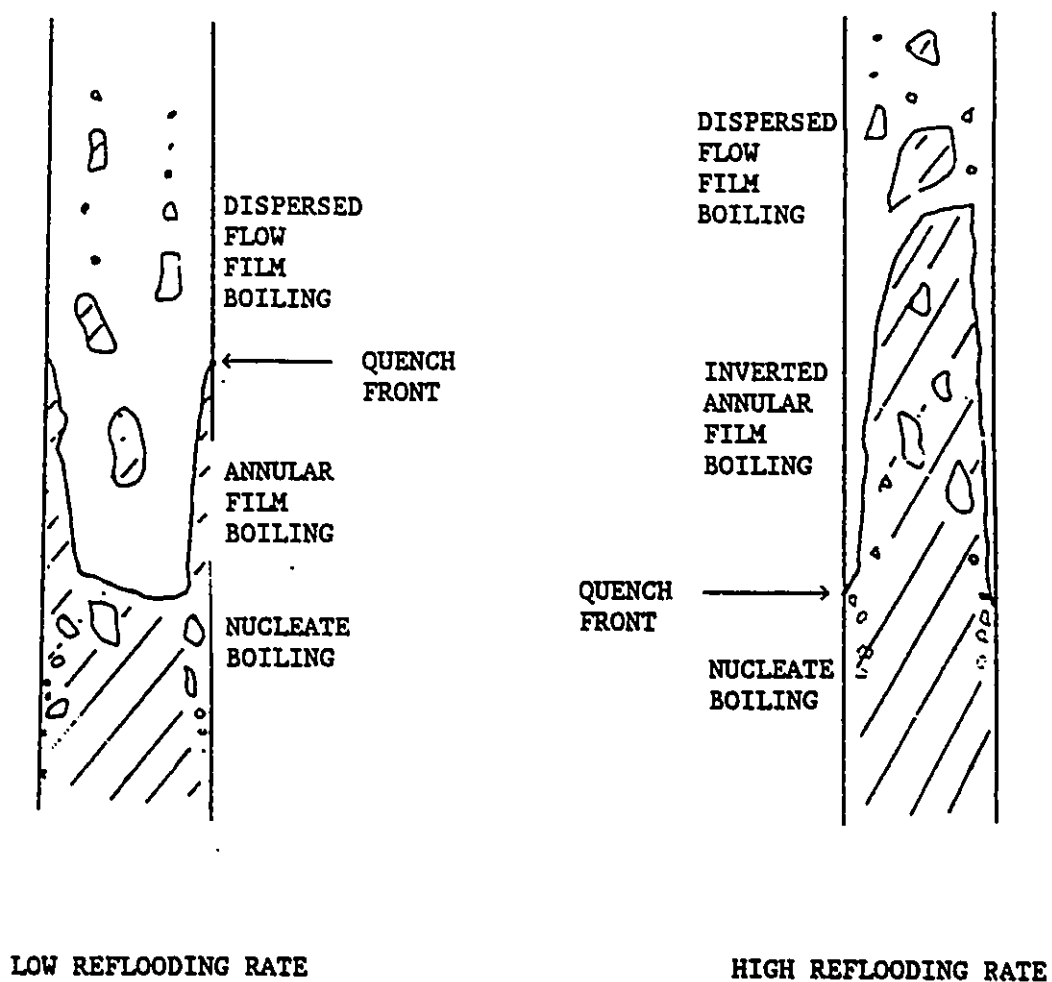 DISPERSED
FLOW
FILM
BOILING
QUENCH
FRONT
ANNULAR
FILM
BOILING
NUCLEATE
BOILING
LOW REFLOODING RATE
DISPERSED
FLOW
FILM
BOILING
INVERTED
ANNULAR
FILM
BOILING
QUENCH
FRONT
NUCLEATE
BOILING
HIGH REFLOODING RATE